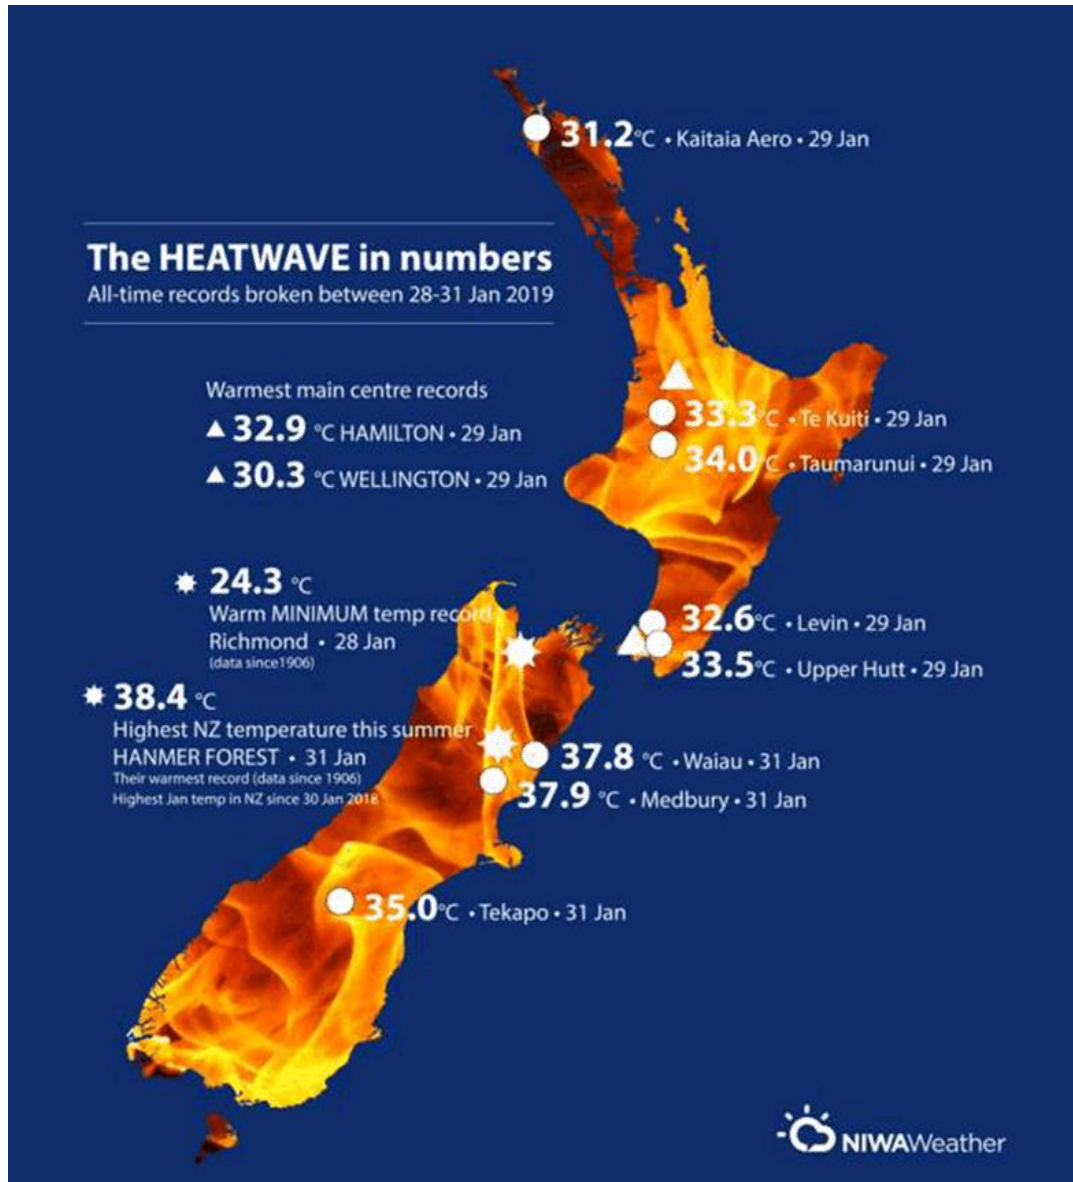 31.2°C • Kaitaia Aero • 29 Jan
The HEATWAVE in numbers
All-time records broken between 28-31 Jan 2019
Warmest main centre records
32.9 °C HAMILTON • 29 Jan
30.3 °C WELLINGTON • 29 Jan
33.3°C • Te Kuiti • 29 Jan
34.0°C • Taumarunui • 29 Jan
24.3 °C
Warm MINIMUM temp record
Richmond • 28 Jan
(data since1906)
32.6°C • Levin • 29 Jan
33.5°C • Upper Hutt • 29 Jan
38.4 °C
Highest NZ temperature this summer
HANMER FOREST • 31 Jan
Their warmest record (data since 1906)
Highest Jan temp in NZ since 30 Jan 2018
37.8 °C • Waiau • 31 Jan
37.9 °C • Medbury • 31 Jan
35.0°C • Tekapo • 31 Jan
NIWAWeather